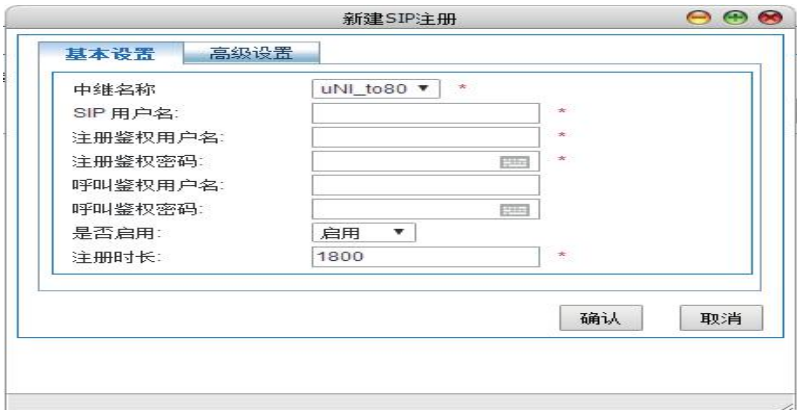 新建SIP注册
基本设置 高级设置
中继名称 uNI_to80 *
SIP 用户名: *
注册鉴权用户名: *
注册鉴权密码: *
呼叫鉴权用户名:
呼叫鉴权密码:
是否启用: 启用
注册时长: 1800 *
确认 取消